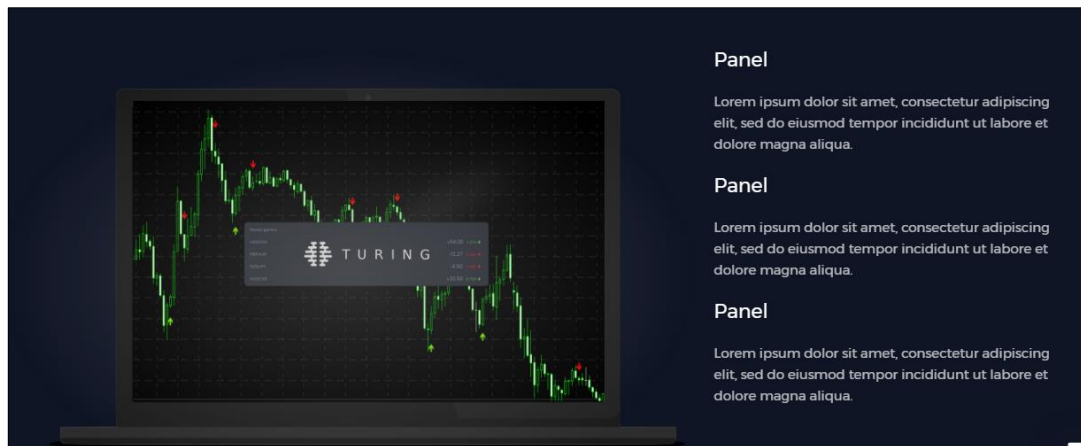 TURING
Panel
Lorem ipsum dolor sit amet, consectetur adipiscing
elit, sed do eiusmod tempor incididunt ut labore et
dolore magna aliqua.
Panel
Lorem ipsum dolor sit amet, consectetur adipiscing
elit, sed do eiusmod tempor incididunt ut labore et
dolore magna aliqua.
Panel
Lorem ipsum dolor sit amet, consectetur adipiscing
elit, sed do eiusmod tempor incididunt ut labore et
dolore magna aliqua.